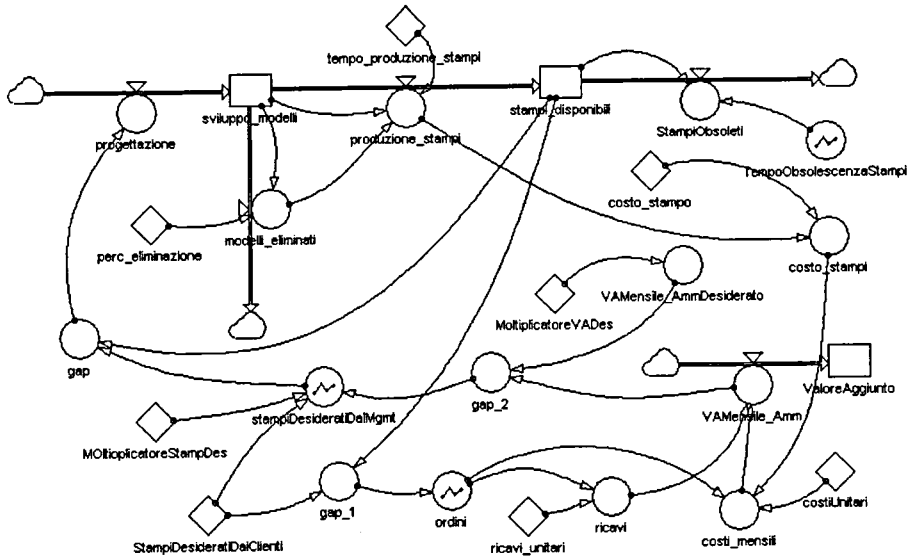 tempo_produzione_stampi
sviluppo_modelli
stampi_disponibili
progettazione
produzione_stampi
StampiObsoleti
TempoObsolescenzaStampi
costo_stampo
perc_eliminazione
modelli_eliminati
costo_stampi
VAMensile_AmmDesiderato
MoltiplicatoreVADes
gap
gap_2
ValoreAggiunto
stampiDesideratiDalMgmt
VAMensile_Amm
MOltioplicatoreStampDes
StampiDesideratiDaiClienti
gap_1
ordini
ricavi_unitari
ricavi
costi_mensili
costiUnitari